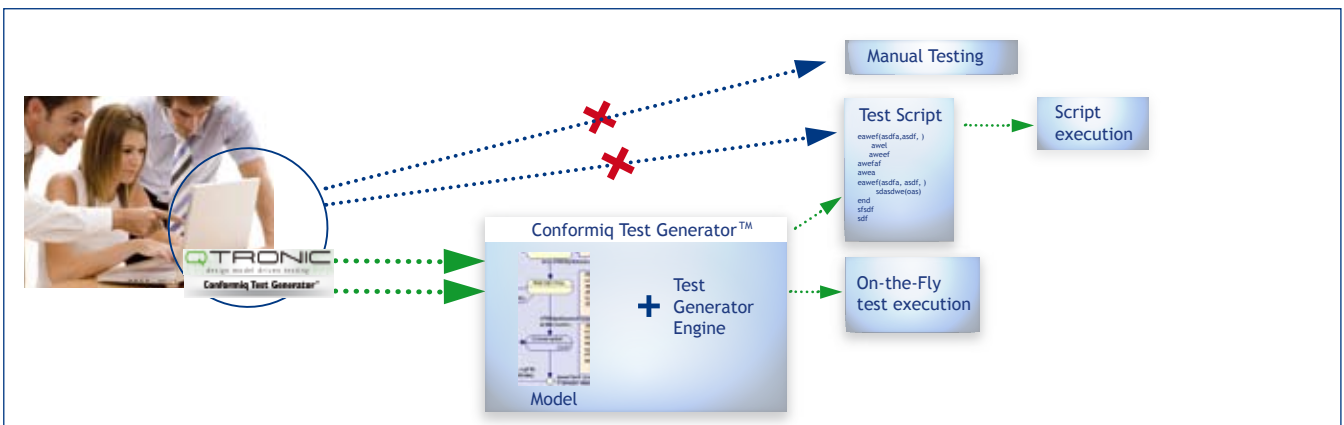 Manual Testing
Test Script
eawef(asdfa,asdf, )
awel
aweef
awefaf
awea
eawef(asdfa, asdf, )
sdasdwe(oas)
end
sfsdf
sdf
Script
execution
QTRONIC
design model driven testing
Conformiq Test Generator™
Conformiq Test Generator™
+
Test
Generator
Engine
Model
On-the-Fly
test execution